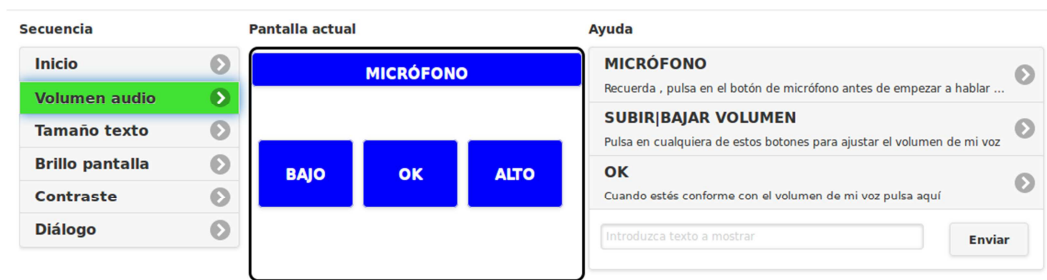 Secuencia
Inicio
Volumen audio
Tamaño texto
Brillo pantalla
Contraste
Diálogo
Pantalla actual
MICRÓFONO
BAJO OK ALTO
Ayuda
MICRÓFONO
Recuerda , pulsa en el botón de micrófono antes de empezar a hablar ...
SUBIR|BAJAR VOLUMEN
Pulsa en cualquiera de estos botones para ajustar el volumen de mi voz
OK
Cuando estés conforme con el volumen de mi voz pulsa aquí
Introduzca texto a mostrar
Enviar